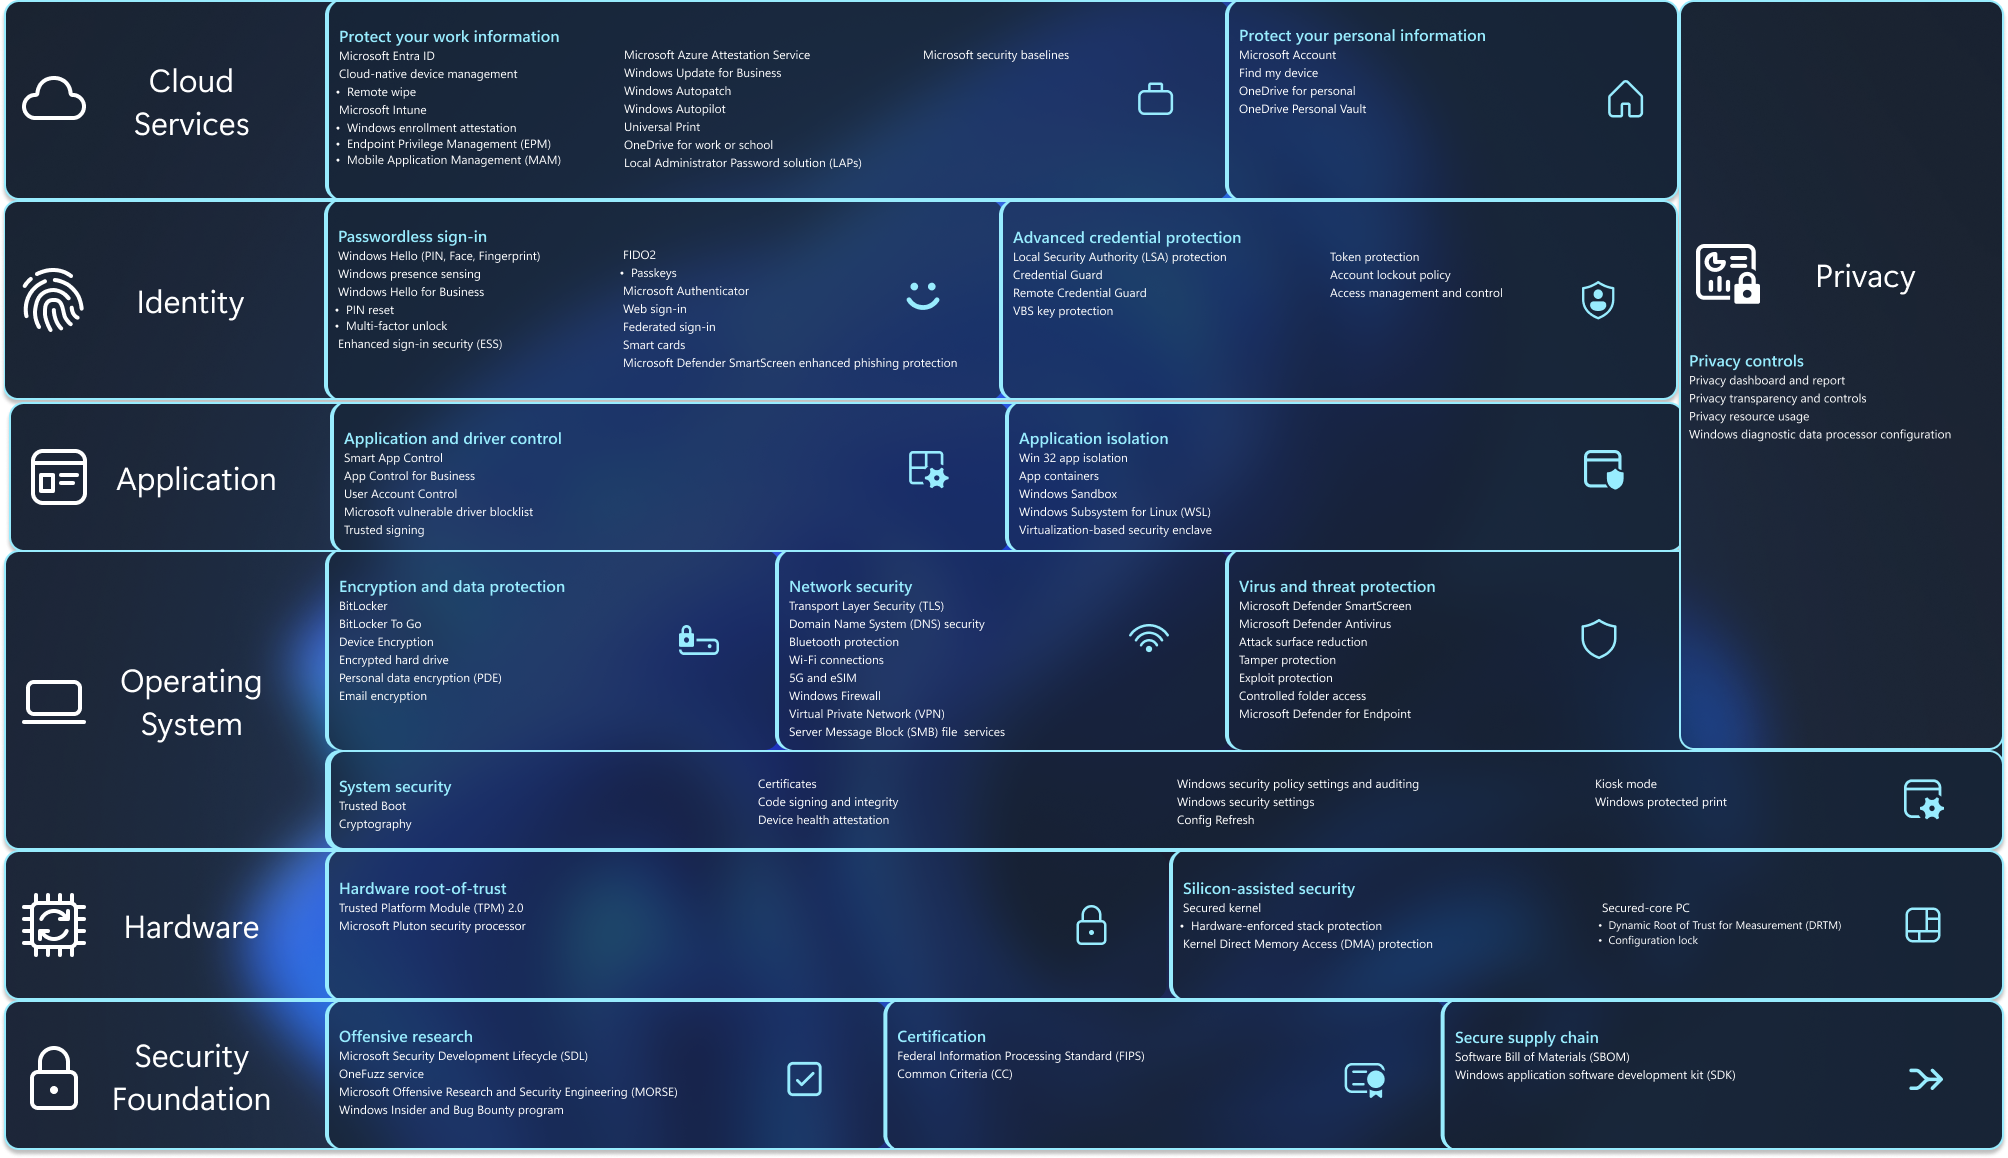 Cloud
Services
Protect your work information
Microsoft Entra ID
Cloud-native device management
• Remote wipe
Microsoft Intune
• Windows enrollment attestation
• Endpoint Privilege Management (EPM)
• Mobile Application Management (MAM)
Microsoft Azure Attestation Service
Windows Update for Business
Windows Autopatch
Windows Autopilot
Universal Print
OneDrive for work or school
Local Administrator Password solution (LAPs)
Microsoft security baselines
Protect your personal information
Microsoft Account
Find my device
OneDrive for personal
OneDrive Personal Vault
Identity
Passwordless sign-in
Windows Hello (PIN, Face, Fingerprint)
Windows presence sensing
Windows Hello for Business
• PIN reset
• Multi-factor unlock
Enhanced sign-in security (ESS)
FIDO2
• Passkeys
Microsoft Authenticator
Web sign-in
Federated sign-in
Smart cards
Microsoft Defender SmartScreen enhanced phishing protection
Advanced credential protection
Local Security Authority (LSA) protection
Credential Guard
Remote Credential Guard
VBS key protection
Token protection
Account lockout policy
Access management and control
Privacy
Privacy controls
Privacy dashboard and report
Privacy transparency and controls
Privacy resource usage
Windows diagnostic data processor configuration
Application
Application and driver control
Smart App Control
App Control for Business
User Account Control
Microsoft vulnerable driver blocklist
Trusted signing
Application isolation
Win 32 app isolation
App containers
Windows Sandbox
Windows Subsystem for Linux (WSL)
Virtualization-based security enclave
Operating
System
Encryption and data protection
BitLocker
BitLocker To Go
Device Encryption
Encrypted hard drive
Personal data encryption (PDE)
Email encryption
Network security
Transport Layer Security (TLS)
Domain Name System (DNS) security
Bluetooth protection
Wi-Fi connections
5G and eSIM
Windows Firewall
Virtual Private Network (VPN)
Server Message Block (SMB) file services
Virus and threat protection
Microsoft Defender SmartScreen
Microsoft Defender Antivirus
Attack surface reduction
Tamper protection
Exploit protection
Controlled folder access
Microsoft Defender for Endpoint
System security
Trusted Boot
Cryptography
Certificates
Code signing and integrity
Device health attestation
Windows security policy settings and auditing
Windows security settings
Config Refresh
Kiosk mode
Windows protected print
Hardware
Hardware root-of-trust
Trusted Platform Module (TPM) 2.0
Microsoft Pluton security processor
Silicon-assisted security
Secured kernel
• Hardware-enforced stack protection
Kernel Direct Memory Access (DMA) protection
Secured-core PC
• Dynamic Root of Trust for Measurement (DRTM)
• Configuration lock
Security
Foundation
Offensive research
Microsoft Security Development Lifecycle (SDL)
OneFuzz service
Microsoft Offensive Research and Security Engineering (MORSE)
Windows Insider and Bug Bounty program
Certification
Federal Information Processing Standard (FIPS)
Common Criteria (CC)
Secure supply chain
Software Bill of Materials (SBOM)
Windows application software development kit (SDK)